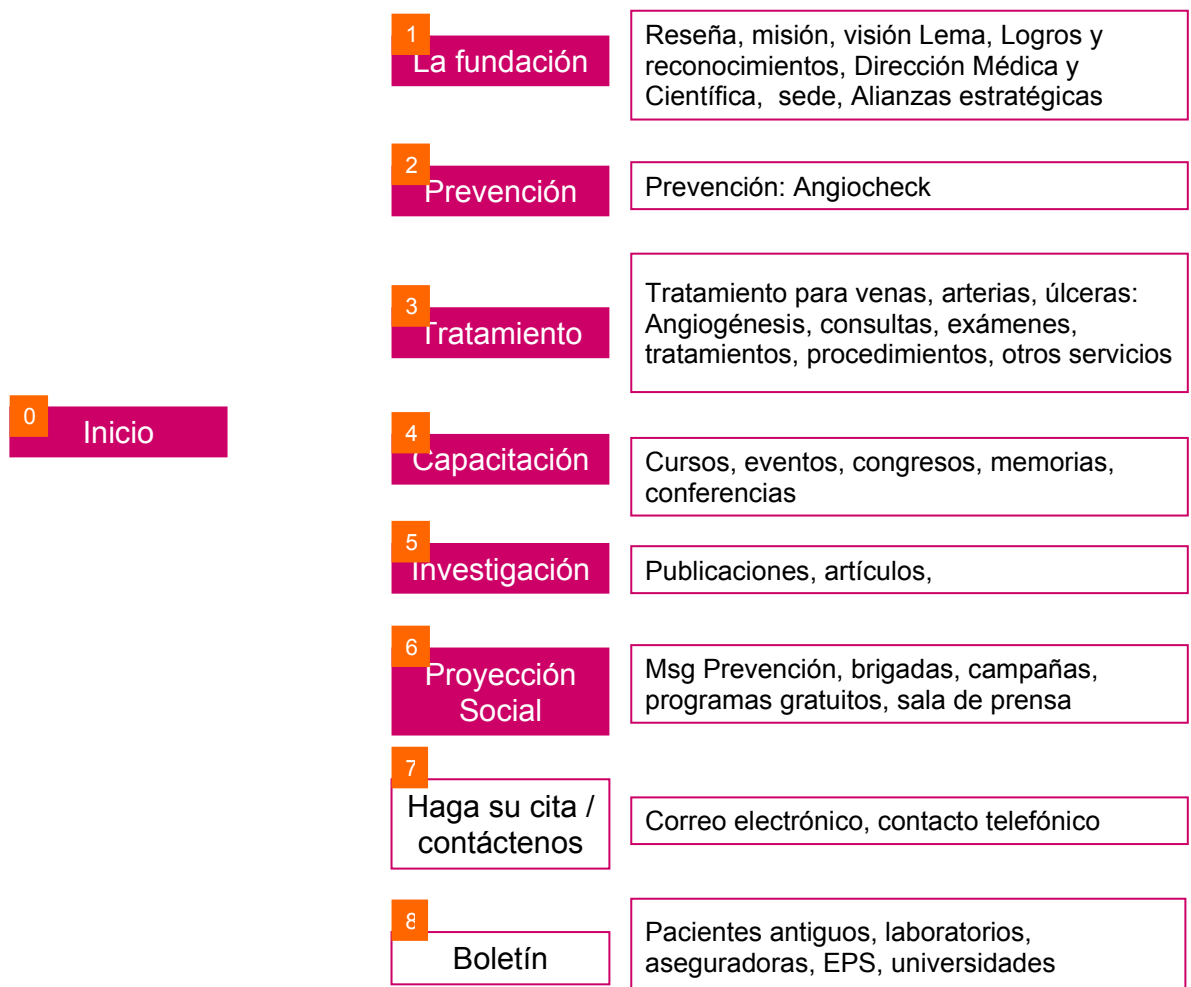 1
La fundación
Reseña, misión, visión Lema, Logros y
reconocimientos, Dirección Médica y
Científica,  sede, Alianzas estratégicas
2
Prevención
Prevención: Angiocheck
3
Tratamiento
Tratamiento para venas, arterias, úlceras:
Angiogénesis, consultas, exámenes,
tratamientos, procedimientos, otros servicios
0
Inicio
4
Capacitación
Cursos, eventos, congresos, memorias,
conferencias
5
Investigación
Publicaciones, artículos,
6
Proyección
Social
Msg Prevención, brigadas, campañas,
programas gratuitos, sala de prensa
7
Haga su cita /
contáctenos
Correo electrónico, contacto telefónico
8
Boletín
Pacientes antiguos, laboratorios,
aseguradoras, EPS, universidades